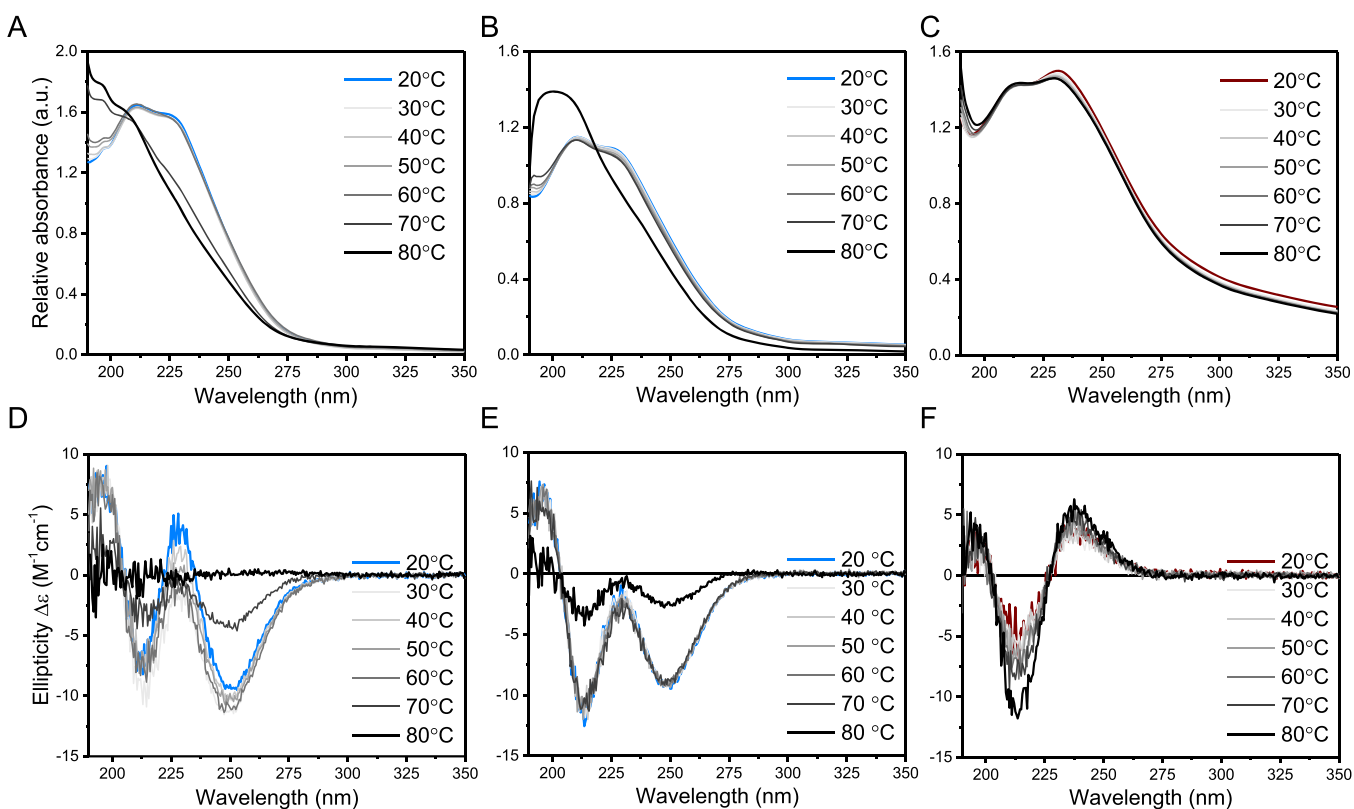 A
Relative absorbance (a.u.)
2.0
1.6
1.2
0.8
0.4
0.0
20°C
30°C
40°C
50°C
60°C
70°C
80°C
200 225 250 275 300 325 350
Wavelength (nm)
B
1.6
1.2
0.8
0.4
0.0
20°C
30°C
40°C
50°C
60°C
70°C
80°C
200 225 250 275 300 325 350
Wavelength (nm)
C
1.6
1.2
0.8
0.4
0.0
20°C
30°C
40°C
50°C
60°C
70°C
80°C
200 225 250 275 300 325 350
Wavelength (nm)
D
Ellipticity Δε (M⁻¹cm⁻¹)
10
5
0
-5
-10
-15
20°C
30°C
40°C
50°C
60°C
70°C
80°C
200 225 250 275 300 325 350
Wavelength (nm)
E
10
5
0
-5
-10
-15
20 °C
30 °C
40 °C
50 °C
60 °C
70 °C
80 °C
200 225 250 275 300 325 350
Wavelength (nm)
F
10
5
0
-5
-10
-15
20°C
30°C
40°C
50°C
60°C
70°C
80°C
200 225 250 275 300 325 350
Wavelength (nm)